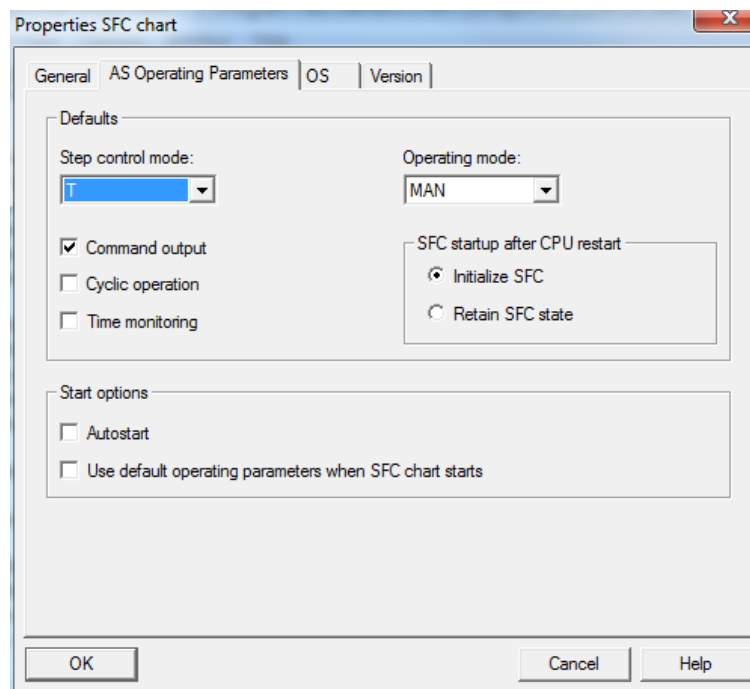 Properties SFC chart
General
AS Operating Parameters
OS
Version
Defaults
Step control mode:
Operating mode:
T
MAN
Command output
SFC startup after CPU restart
Initialize SFC
Cyclic operation
Retain SFC state
Time monitoring
Start options
Autostart
Use default operating parameters when SFC chart starts
OK
Cancel
Help